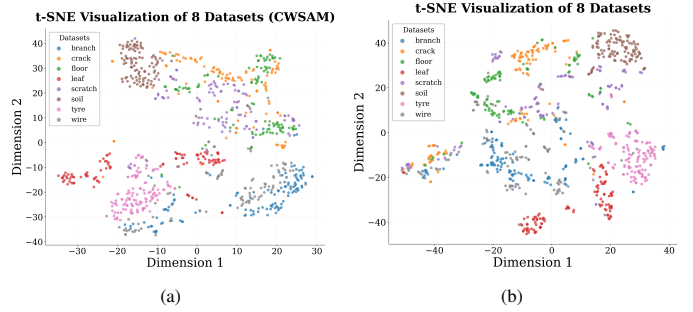 t-SNE Visualization of 8 Datasets (CWSAM)
Datasets
branch
crack
floor
leaf
scratch
soil
tyre
wire
Dimension 2
40
30
20
10
0
−10
−20
−30
−40
−30 −20 −10 0 10 20 30
Dimension 1
(a)
t-SNE Visualization of 8 Datasets
Datasets
branch
crack
floor
leaf
scratch
soil
tyre
wire
Dimension 2
40
20
0
−20
−40
−40 −20 0 20 40
Dimension 1
(b)